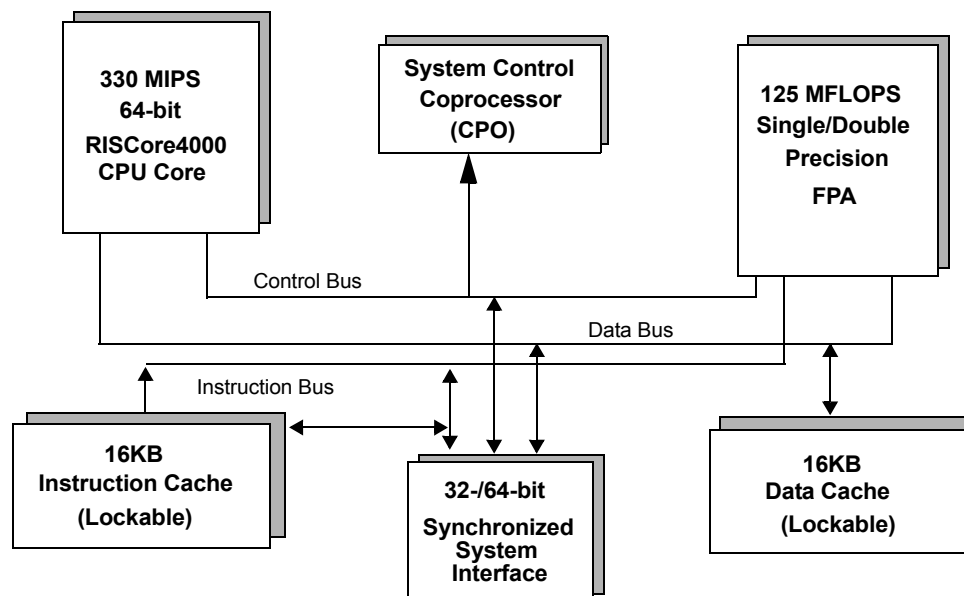 330 MIPS
64-bit
RISCore4000
CPU Core
System Control
Coprocessor
(CPO)
125 MFLOPS
Single/Double
Precision
FPA
Control Bus
Data Bus
Instruction Bus
16KB
Instruction Cache
(Lockable)
32-/64-bit
Synchronized
System
Interface
16KB
Data Cache
(Lockable)